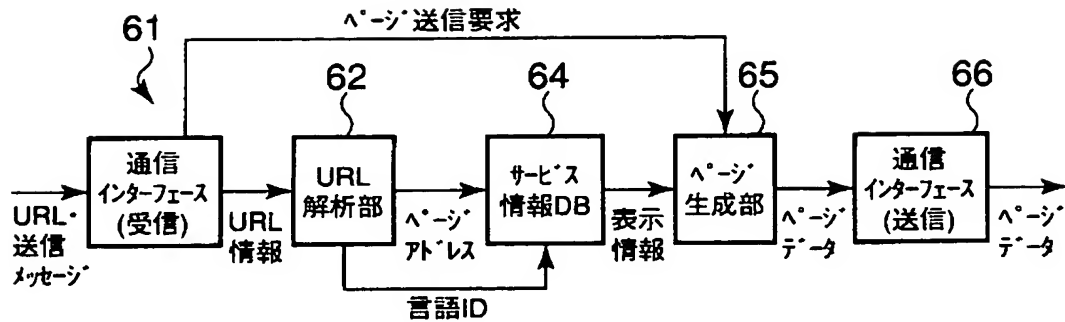 ﾍﾟｰｼﾞ送信要求
61
62
64
65
66
通信
ｲﾝﾀｰﾌｪｰｽ
(受信)
URL
解析部
ｻｰﾋﾞｽ
情報DB
ﾍﾟｰｼﾞ
生成部
通信
ｲﾝﾀｰﾌｪｰｽ
(送信)
URL・
送信
ﾒｯｾｰｼﾞ
URL
情報
ﾍﾟｰｼﾞ
ｱﾄﾞﾚｽ
表示
情報
ﾍﾟｰｼﾞ
ﾃﾞｰﾀ
ﾍﾟｰｼﾞ
ﾃﾞｰﾀ
言語ID